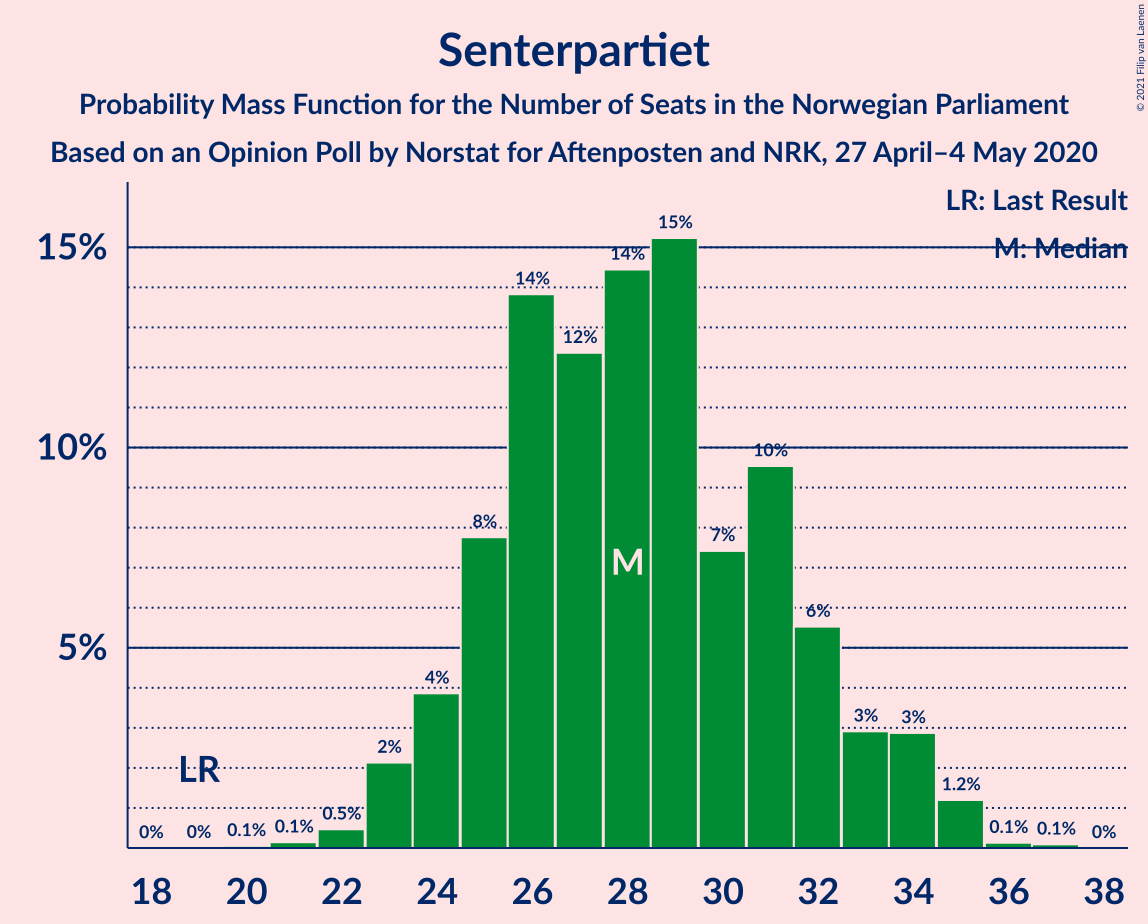 Senterpartiet
Probability Mass Function for the Number of Seats in the Norwegian Parliament
Based on an Opinion Poll by Norstat for Aftenposten and NRK, 27 April–4 May 2020
© 2021 Filip van Laenen
LR: Last Result
M: Median
15%
10%
5%
0%
0%
0.1%
0.1%
0.5%
2%
4%
8%
14%
12%
14%
15%
7%
10%
6%
3%
3%
1.2%
0.1%
0.1%
0%
LR
M
18 20 22 24 26 28 30 32 34 36 38